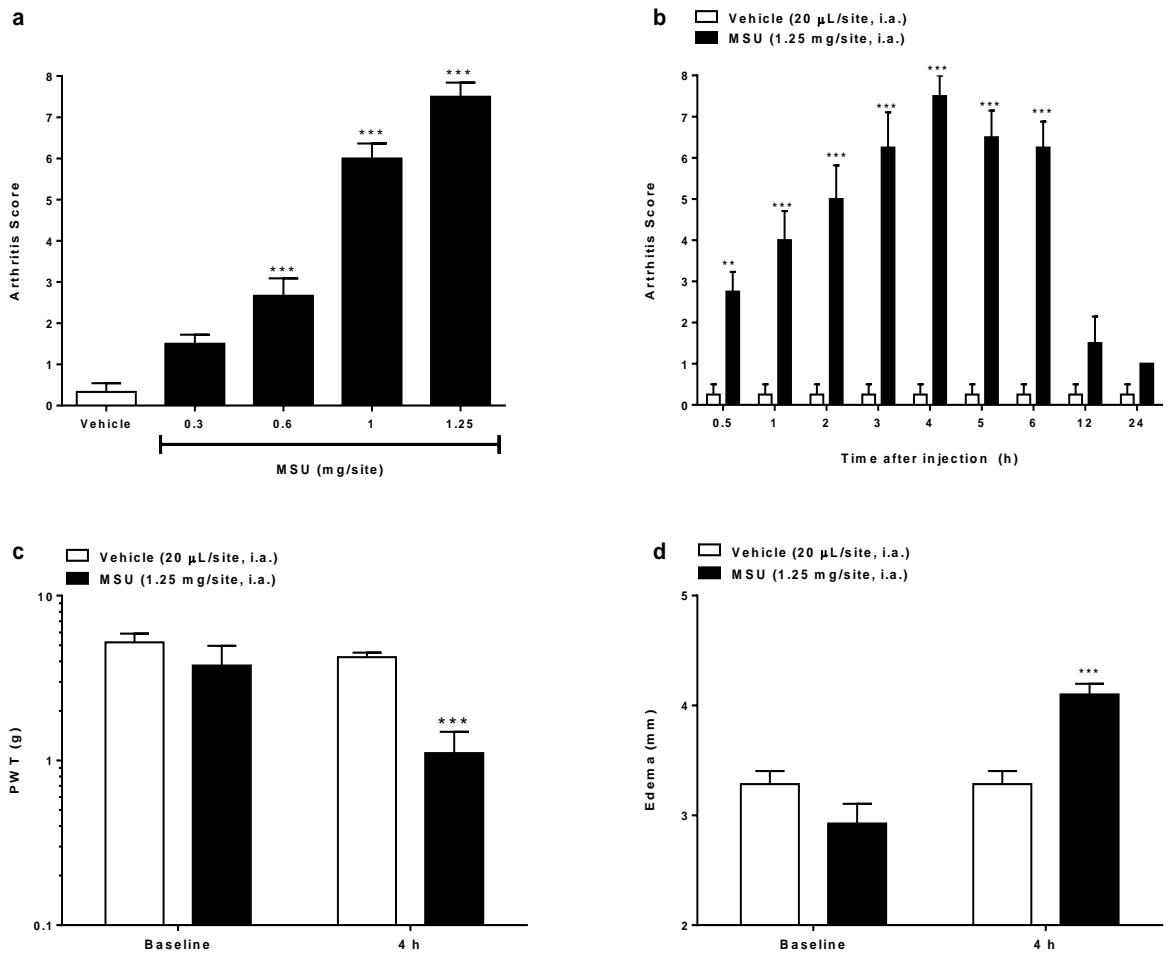 a
***
***
***
8
7
6
5
4
3
2
1
0
Arthritis Score
Vehicle
0.3
0.6
1
1.25
MSU (mg/site)
b
Vehicle (20 µL/site, i.a.)
MSU (1.25 mg/site, i.a.)
**
***
***
***
***
***
***
8
7
6
5
4
3
2
1
0
Artrhitis Score
0.5
1
2
3
4
5
6
12
24
Time after injection (h)
c
Vehicle (20 µL/site, i.a.)
MSU (1.25 mg/site, i.a.)
***
10
1
0.1
PWT (g)
Baseline
4 h
d
Vehicle (20 µL/site, i.a.)
MSU (1.25 mg/site, i.a.)
***
5
4
3
2
Edema (mm)
Baseline
4 h